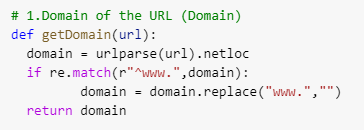 # 1.Domain of the URL (Domain)
def getDomain(url):
  domain = urlparse(url).netloc
  if re.match(r"^www.",domain):
         domain = domain.replace("www.","")
  return domain